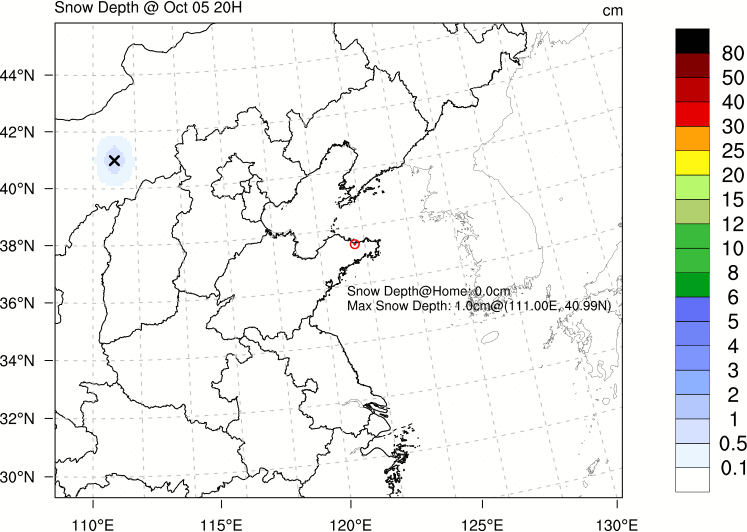 Snow Depth @ Oct 05 20H
cm
44°N
42°N
40°N
38°N
36°N
34°N
32°N
30°N
110°E
115°E
120°E
125°E
130°E
Snow Depth@Home: 0.0cm
Max Snow Depth: 1.0cm@(111.00E, 40.99N)
80
50
40
30
25
20
15
12
10
8
6
5
4
3
2
1
0.5
0.1